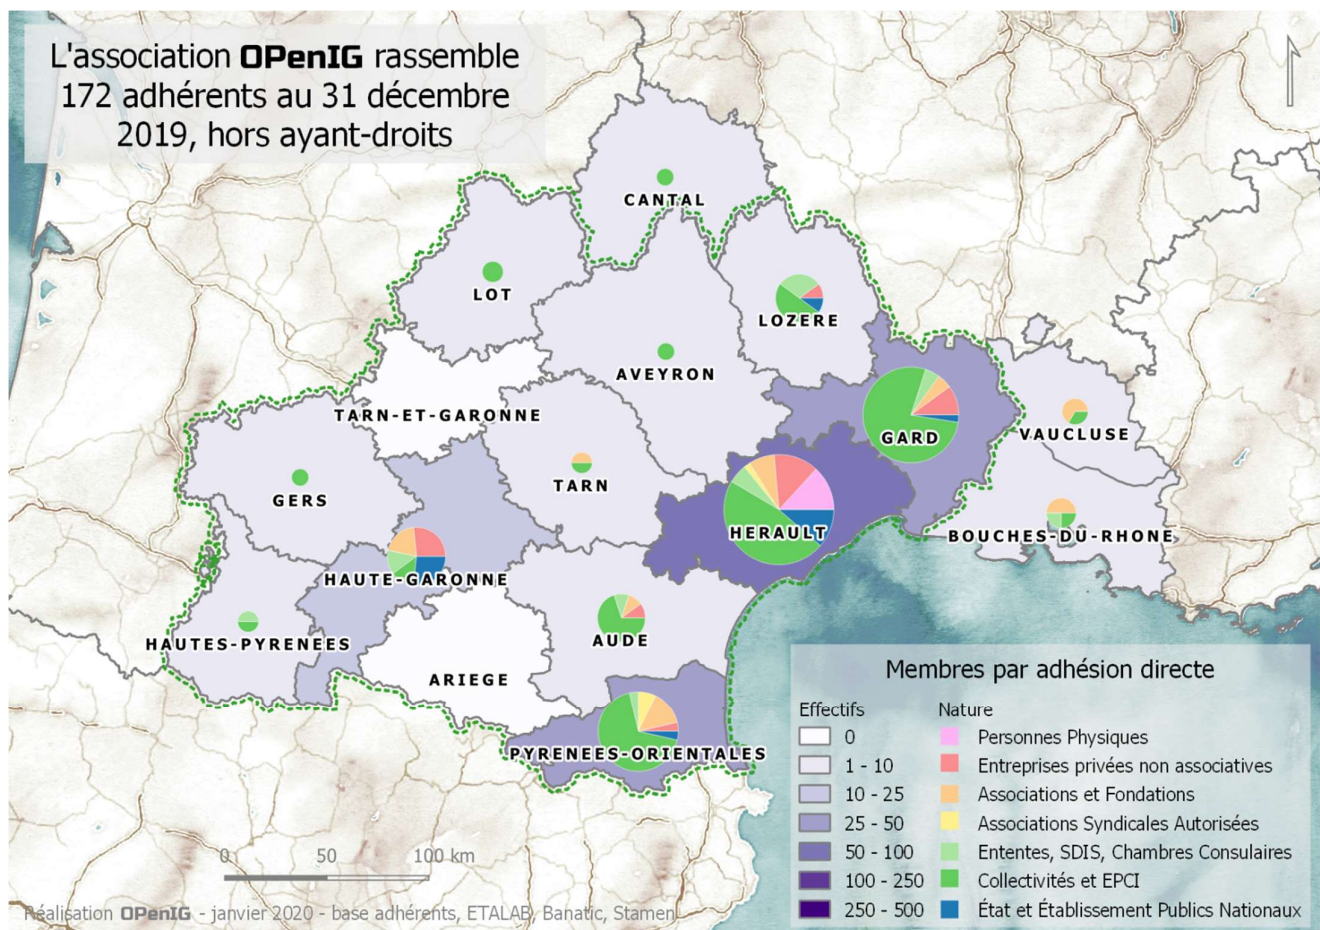 L'association OPenIG rassemble
172 adhérents au 31 décembre
2019, hors ayant-droits
CANTAL
LOT
LOZERE
AVEYRON
TARN-ET-GARONNE
GARD
VAUCLUSE
GERS
TARN
HERAULT
BOUCHES-DU-RHONE
HAUTE-GARONNE
HAUTES-PYRENEES
AUDE
ARIEGE
PYRENEES-ORIENTALES
Membres par adhésion directe
Effectifs
0
1 - 10
10 - 25
25 - 50
50 - 100
100 - 250
250 - 500
Nature
Personnes Physiques
Entreprises privées non associatives
Associations et Fondations
Associations Syndicales Autorisées
Ententes, SDIS, Chambres Consulaires
Collectivités et EPCI
État et Établissement Publics Nationaux
0 50 100 km
Réalisation OPenIG - janvier 2020 - base adhérents, ETALAB, Banatic, Stamen